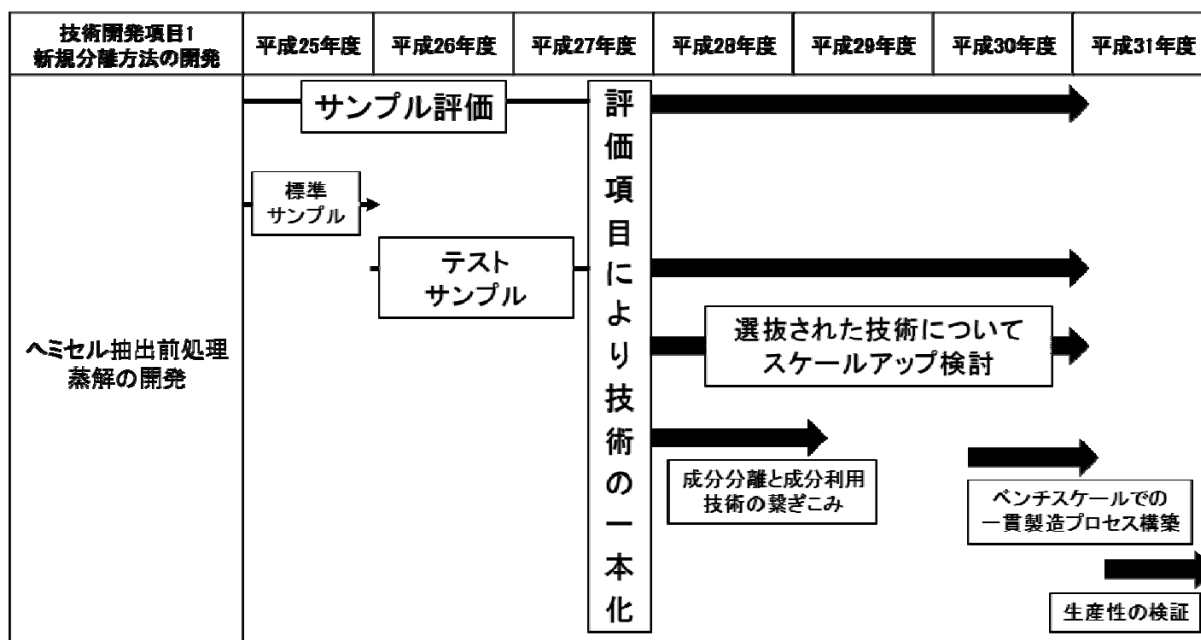 技術開発項目1
新規分離方法の開発
平成25年度
平成26年度
平成27年度
平成28年度
平成29年度
平成30年度
平成31年度
ヘミセル抽出前処理
蒸解の開発
サンプル評価
標準
サンプル
テスト
サンプル
評価項目により技術の一本化
選抜された技術について
スケールアップ検討
成分分離と成分利用
技術の繋ぎこみ
ベンチスケールでの
一貫製造プロセス構築
生産性の検証